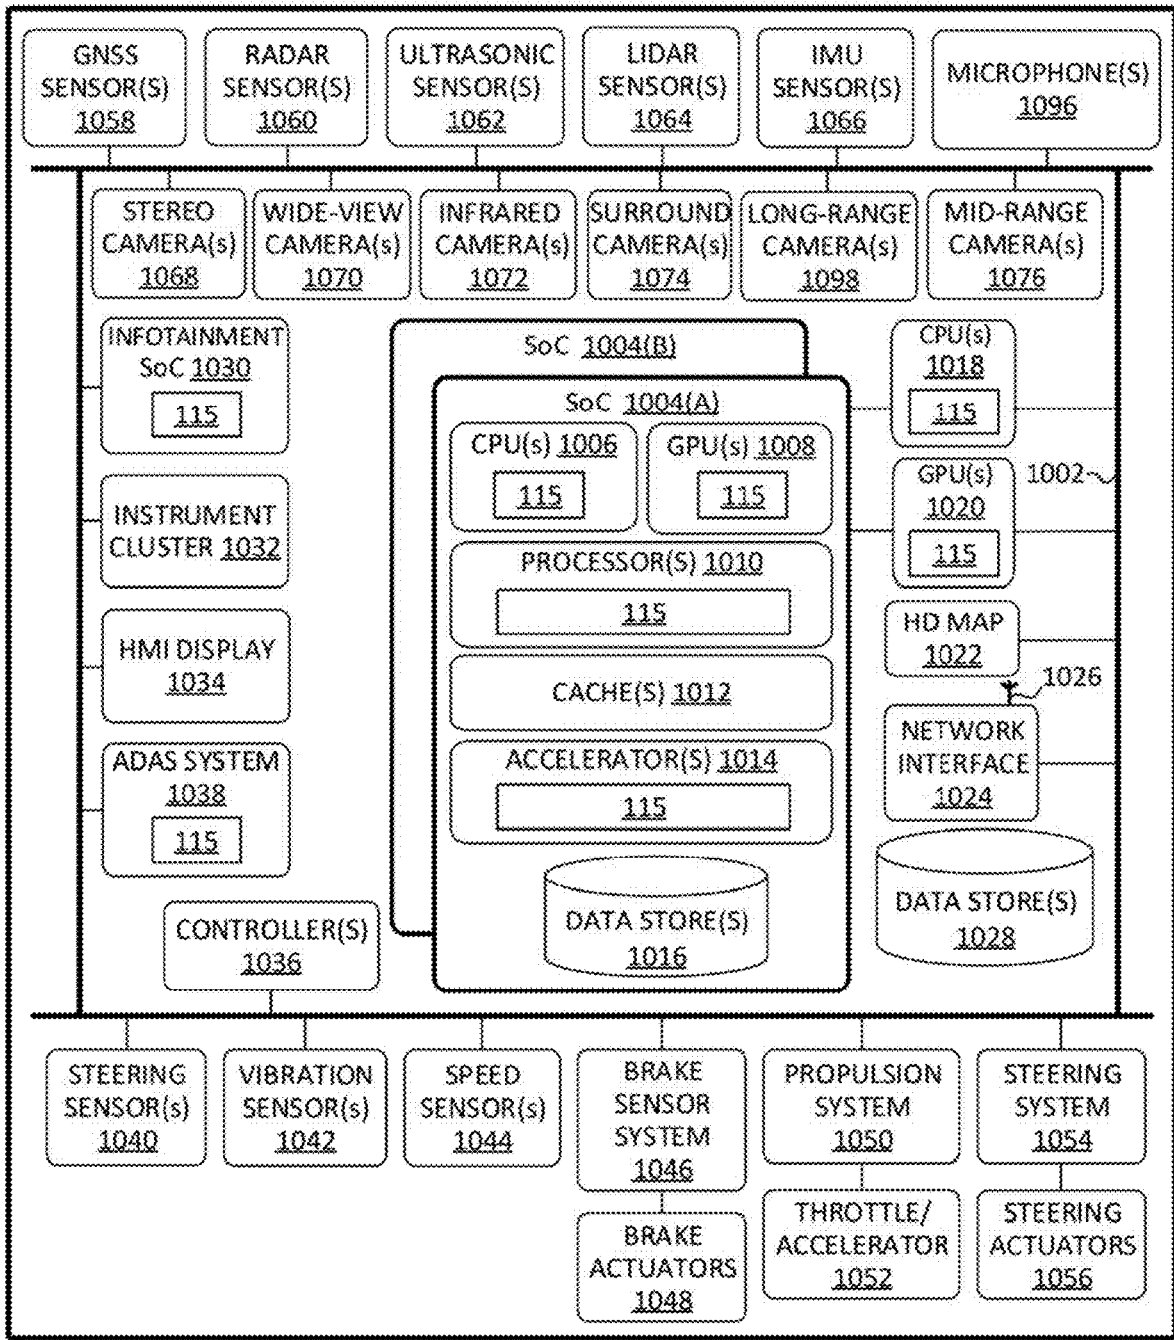 GNSS
SENSOR(S)
1058
RADAR
SENSOR(S)
1060
ULTRASONIC
SENSOR(S)
1062
LIDAR
SENSOR(S)
1064
IMU
SENSOR(S)
1066
MICROPHONE(S)
1096
STEREO
CAMERA(s)
1068
WIDE-VIEW
CAMERA(s)
1070
INFRARED
CAMERA(s)
1072
SURROUND
CAMERA(s)
1074
LONG-RANGE
CAMERA(s)
1098
MID-RANGE
CAMERA(s)
1076
INFOTAINMENT
SoC 1030
115
INSTRUMENT
CLUSTER 1032
HMI DISPLAY
1034
ADAS SYSTEM
1038
115
CONTROLLER(S)
1036
SoC 1004(B)
SoC 1004(A)
CPU(s) 1006
115
GPU(s) 1008
115
PROCESSOR(S) 1010
115
CACHE(S) 1012
ACCELERATOR(S) 1014
115
DATA STORE(S)
1016
CPU(s)
1018
115
GPU(s)
1020
115
1002
HD MAP
1022
1026
NETWORK
INTERFACE
1024
DATA STORE(S)
1028
STEERING
SENSOR(s)
1040
VIBRATION
SENSOR(s)
1042
SPEED
SENSOR(s)
1044
BRAKE
SENSOR
SYSTEM
1046
PROPULSION
SYSTEM
1050
STEERING
SYSTEM
1054
BRAKE
ACTUATORS
1048
THROTTLE/
ACCELERATOR
1052
STEERING
ACTUATORS
1056